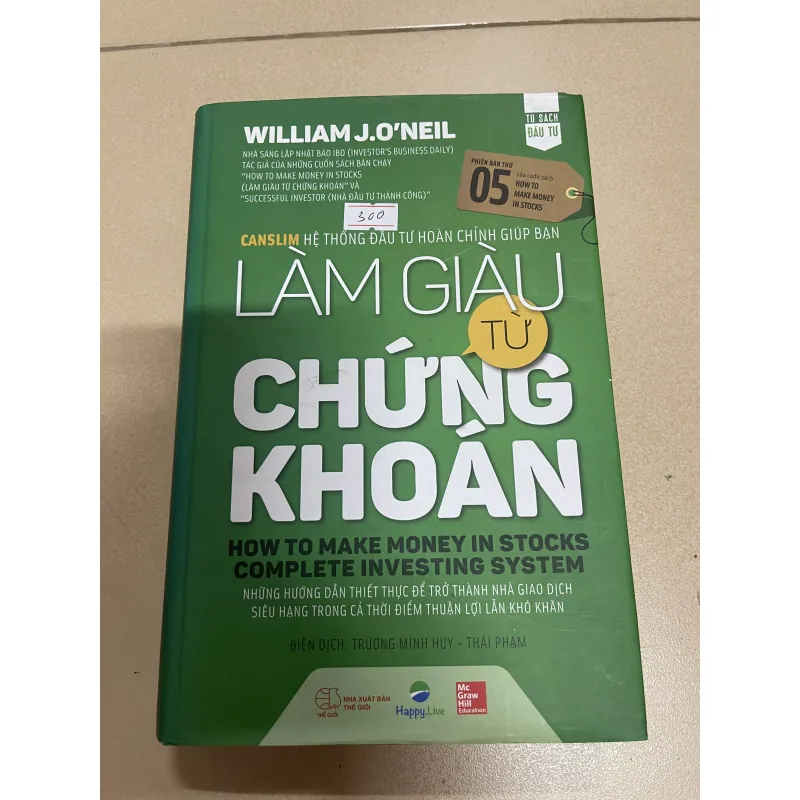 TỦ SÁCH
ĐẦU TƯ
WILLIAM J.O'NEIL
NHÀ SÁNG LẬP NHẬT BÁO IBD (INVESTOR'S BUSINESS DAILY)
TÁC GIẢ CỦA NHỮNG CUỐN SÁCH BÁN CHẠY
"HOW TO MAKE MONEY IN STOCKS
(LÀM GIÀU TỪ CHỨNG KHOÁN" VÀ
"SUCCESSFUL INVESTOR (NHÀ ĐẦU TƯ THÀNH CÔNG)"
PHIÊN BẢN THỨ
05
của cuốn sách
HOW TO
MAKE MONEY
IN STOCKS
300
CANSLIM HỆ THỐNG ĐẦU TƯ HOÀN CHỈNH GIÚP BẠN
LÀM GIÀU
TỪ
CHỨNG
KHOÁN
HOW TO MAKE MONEY IN STOCKS
COMPLETE INVESTING SYSTEM
NHỮNG HƯỚNG DẪN THIẾT THỰC ĐỂ TRỞ THÀNH NHÀ GIAO DỊCH
SIÊU HẠNG TRONG CẢ THỜI ĐIỂM THUẬN LỢI LẪN KHÓ KHĂN
BIÊN DỊCH: TRƯƠNG MINH HUY - THÁI PHẠM
THẾ GIỚI
NHÀ XUẤT BẢN
THẾ GIỚI
Happy.Live
Mc
Graw
Hill
Education